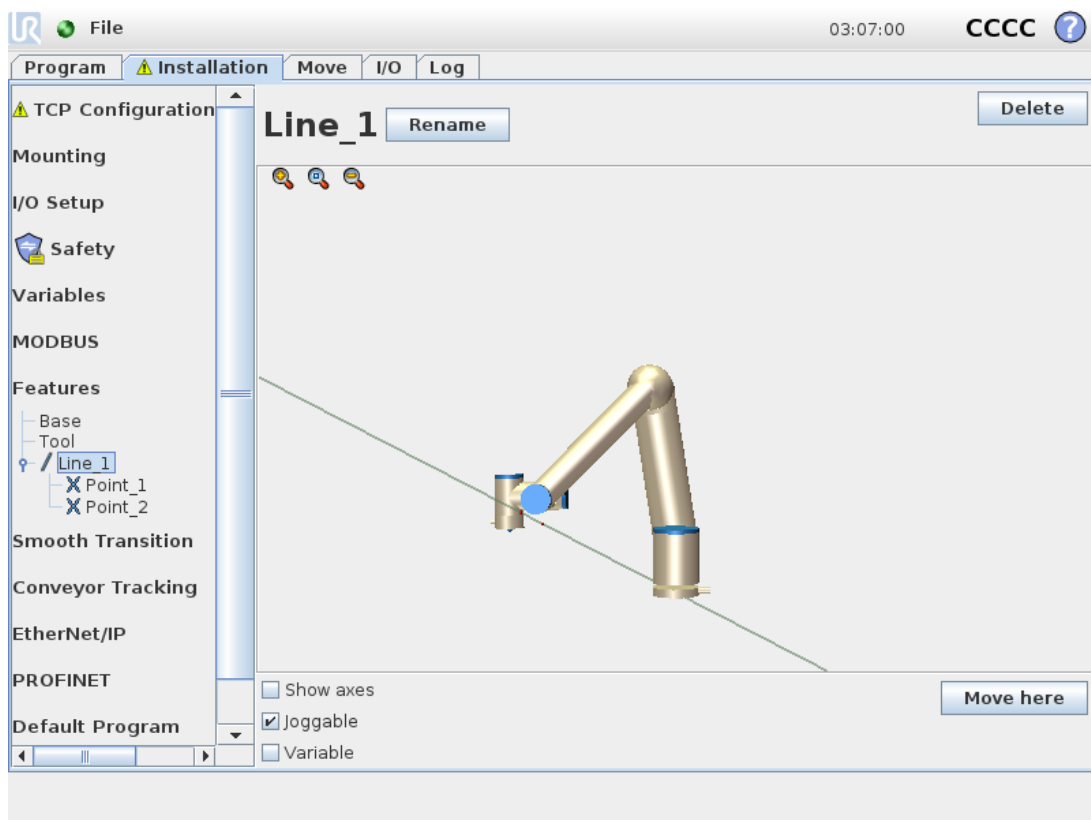 UR File 03:07:00 CCCC ?
Program Installation Move I/O Log
TCP Configuration
Mounting
I/O Setup
Safety
Variables
MODBUS
Features
Base
Tool
Line_1
Point_1
Point_2
Smooth Transition
Conveyor Tracking
EtherNet/IP
PROFINET
Default Program
Line_1 Rename Delete
Show axes
Joggable
Variable
Move here